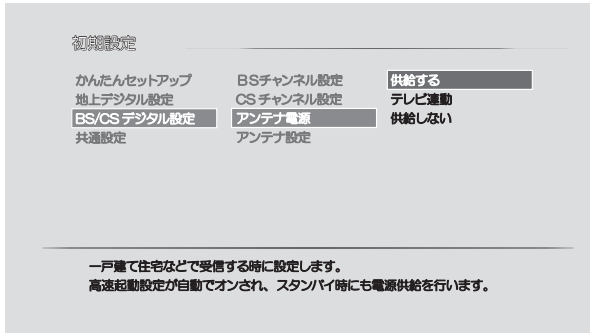 初期設定
かんたんセットアップ
地上デジタル設定
BS/CS デジタル設定
共通設定
BSチャンネル設定
CS チャンネル設定
アンテナ電源
アンテナ設定
供給する
テレビ連動
供給しない
一戸建て住宅などで受信する時に設定します。
高速起動設定が自動でオンされ、スタンバイ時にも電源供給を行います。